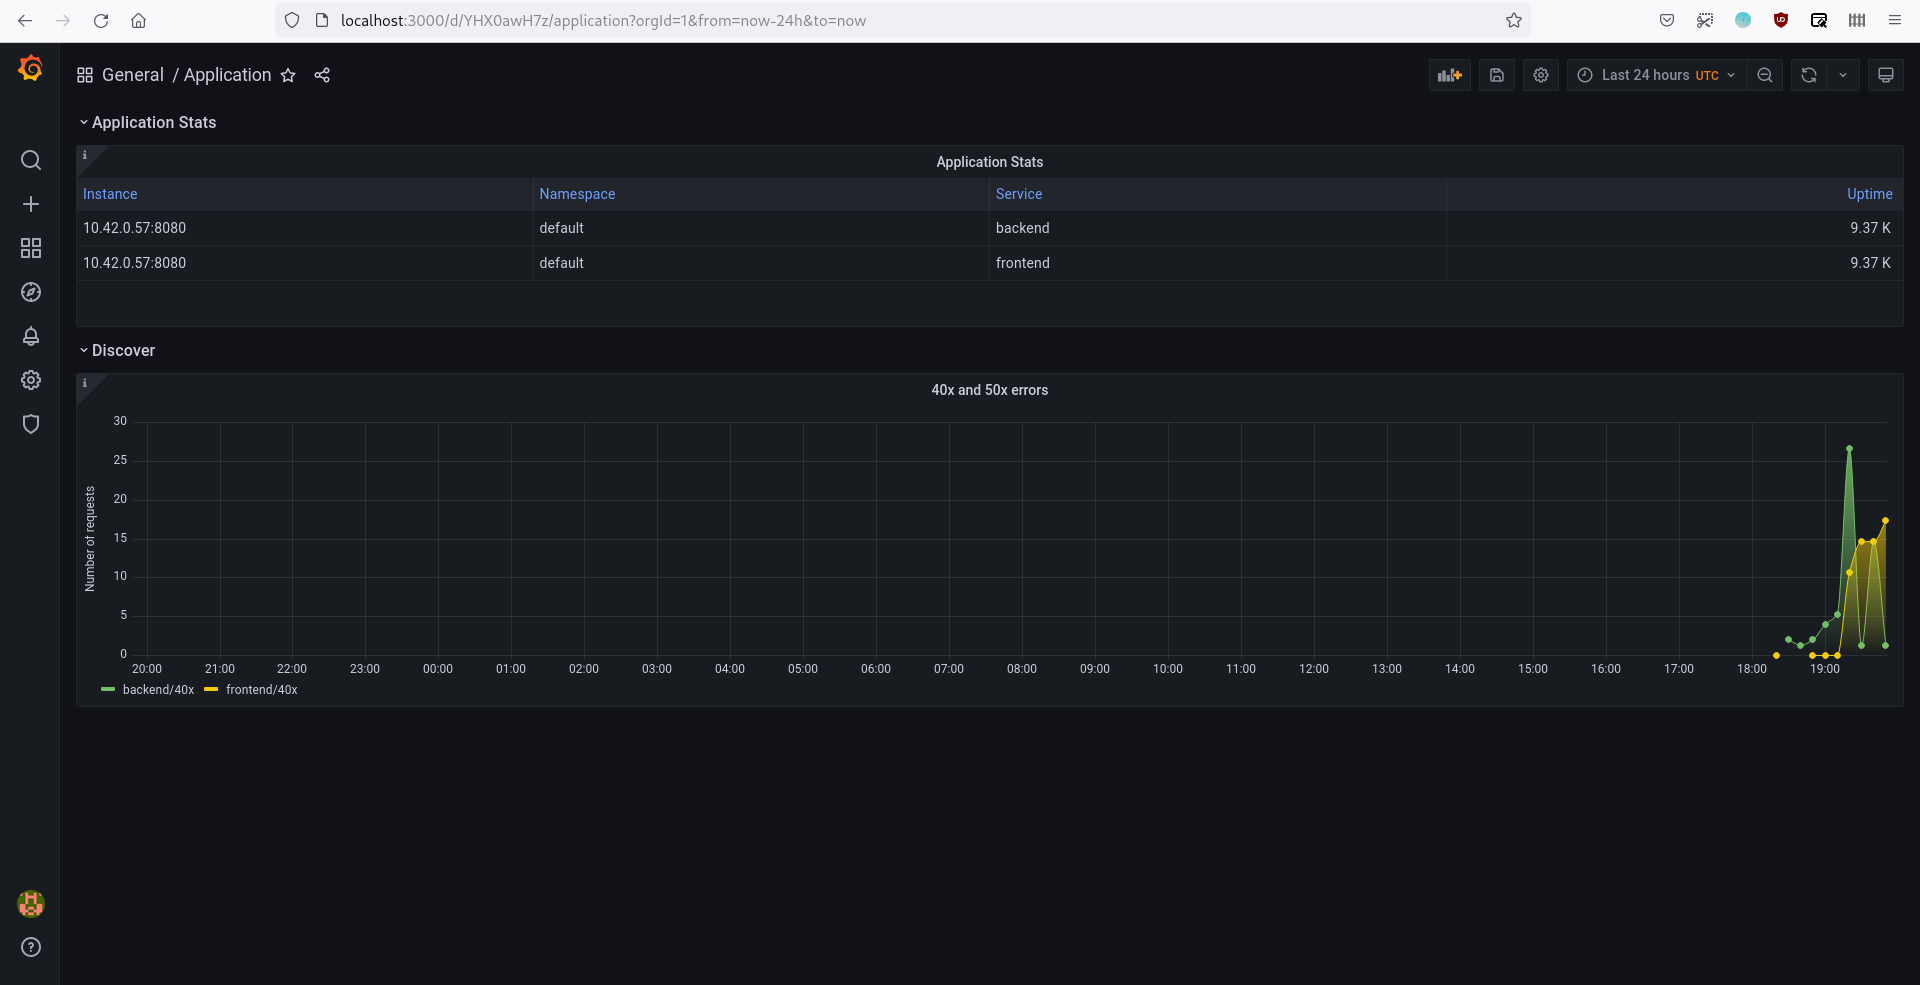 localhost:3000/d/YHX0awH7z/application?orgId=1&from=now-24h&to=now
General / Application
Last 24 hours UTC
Application Stats
i
Application Stats
Instance Namespace Service Uptime
10.42.0.57:8080 default backend 9.37 K
10.42.0.57:8080 default frontend 9.37 K
Discover
i
40x and 50x errors
Number of requests
30
25
20
15
10
5
0
20:00 21:00 22:00 23:00 00:00 01:00 02:00 03:00 04:00 05:00 06:00 07:00 08:00 09:00 10:00 11:00 12:00 13:00 14:00 15:00 16:00 17:00 18:00 19:00
backend/40x frontend/40x